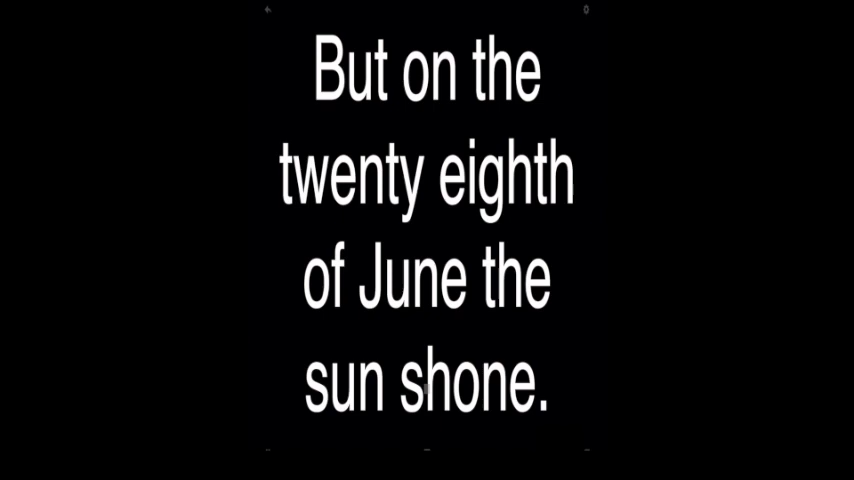 But on the
twenty eighth
of June the
sun shone.